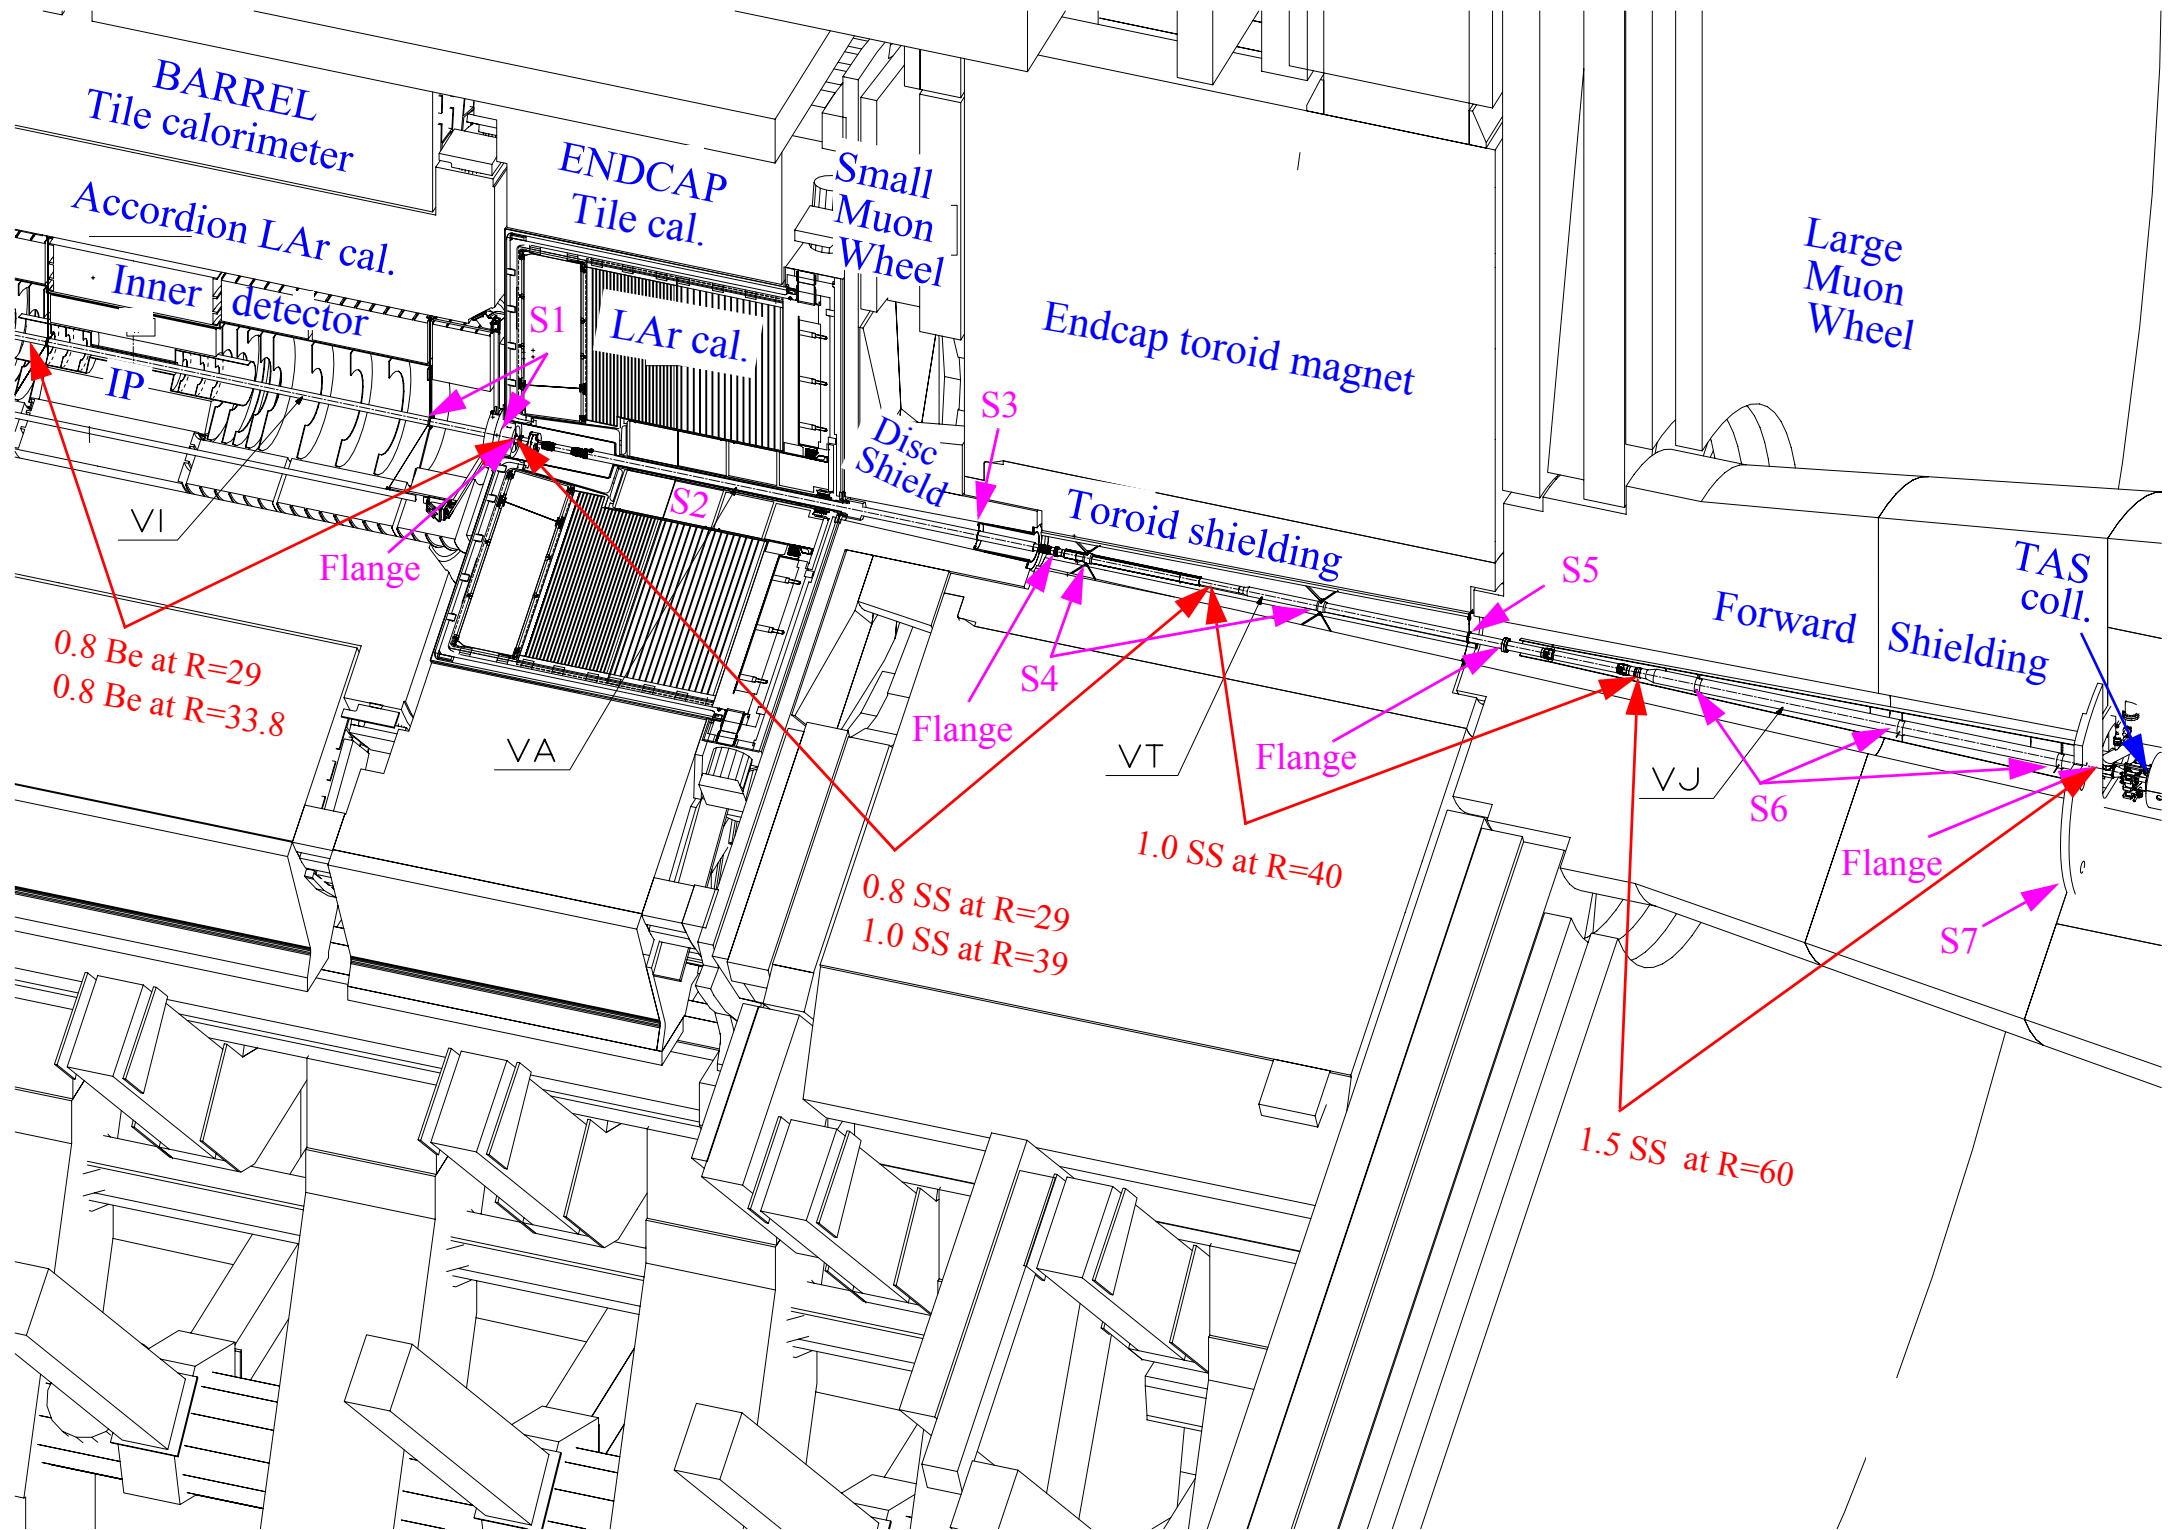 BARREL
Tile calorimeter
ENDCAP
Tile cal.
Small
Muon
Wheel
Accordion LAr cal.
Large
Muon
Wheel
Inner detector
S1
LAr cal.
Endcap toroid magnet
IP
S3
Disc
Shield
S2
Toroid shielding
VI
Flange
S5
TAS
coll.
Forward Shielding
0.8 Be at R=29
0.8 Be at R=33.8
S4
Flange
VA
VT
Flange
VJ
S6
1.0 SS at R=40
Flange
0.8 SS at R=29
1.0 SS at R=39
S7
1.5 SS at R=60